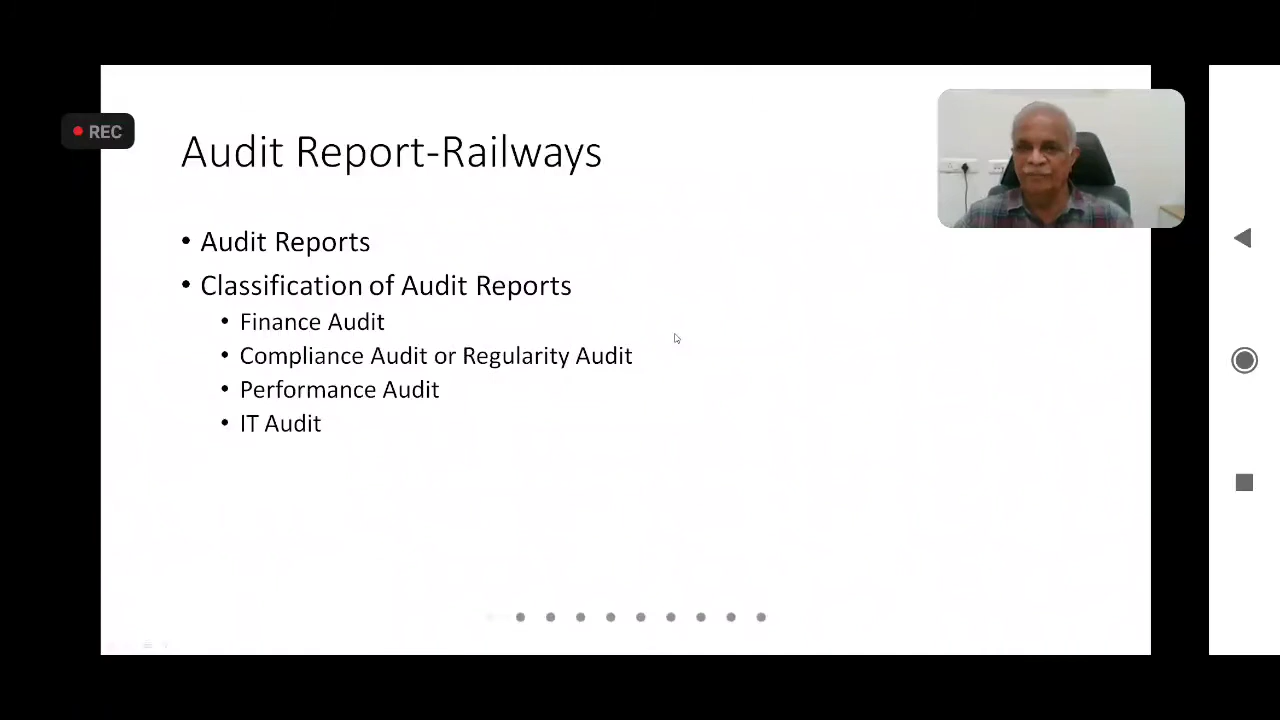 REC
Audit Report-Railways
• Audit Reports
• Classification of Audit Reports
• Finance Audit
• Compliance Audit or Regularity Audit
• Performance Audit
• IT Audit